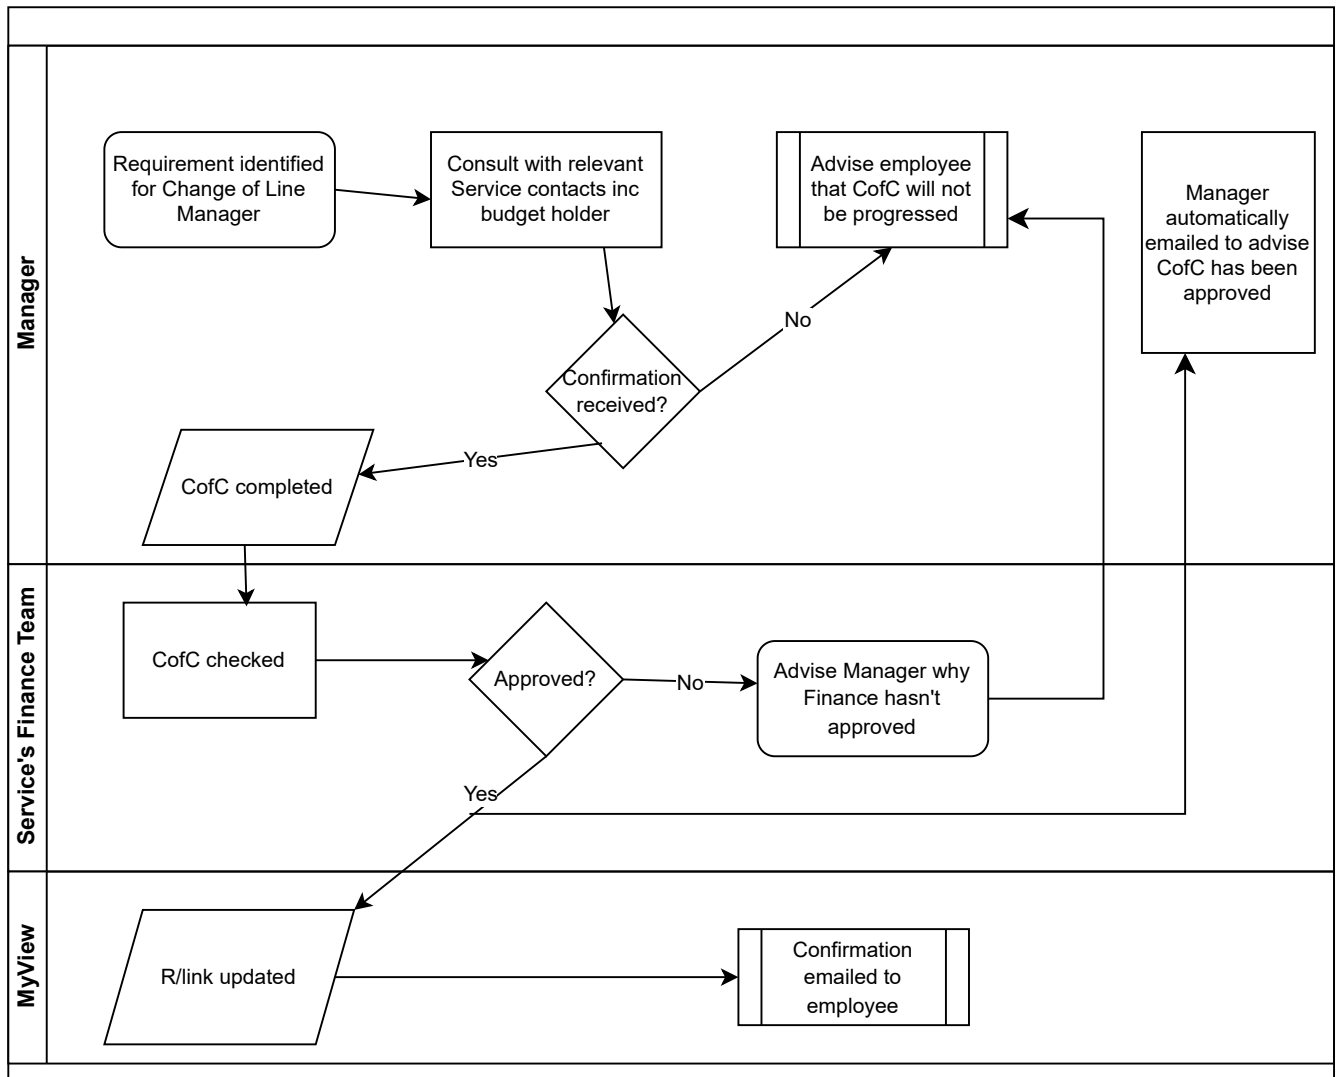 Manager
Requirement identified
for Change of Line
Manager
Consult with relevant
Service contacts inc
budget holder
Advise employee
that CofC will not
be progressed
Manager
automatically
emailed to advise
CofC has been
approved
No
Confirmation
received?
Yes
CofC completed
Service's Finance Team
CofC checked
Approved?
No
Advise Manager why
Finance hasn't
approved
Yes
MyView
R/link updated
Confirmation
emailed to
employee